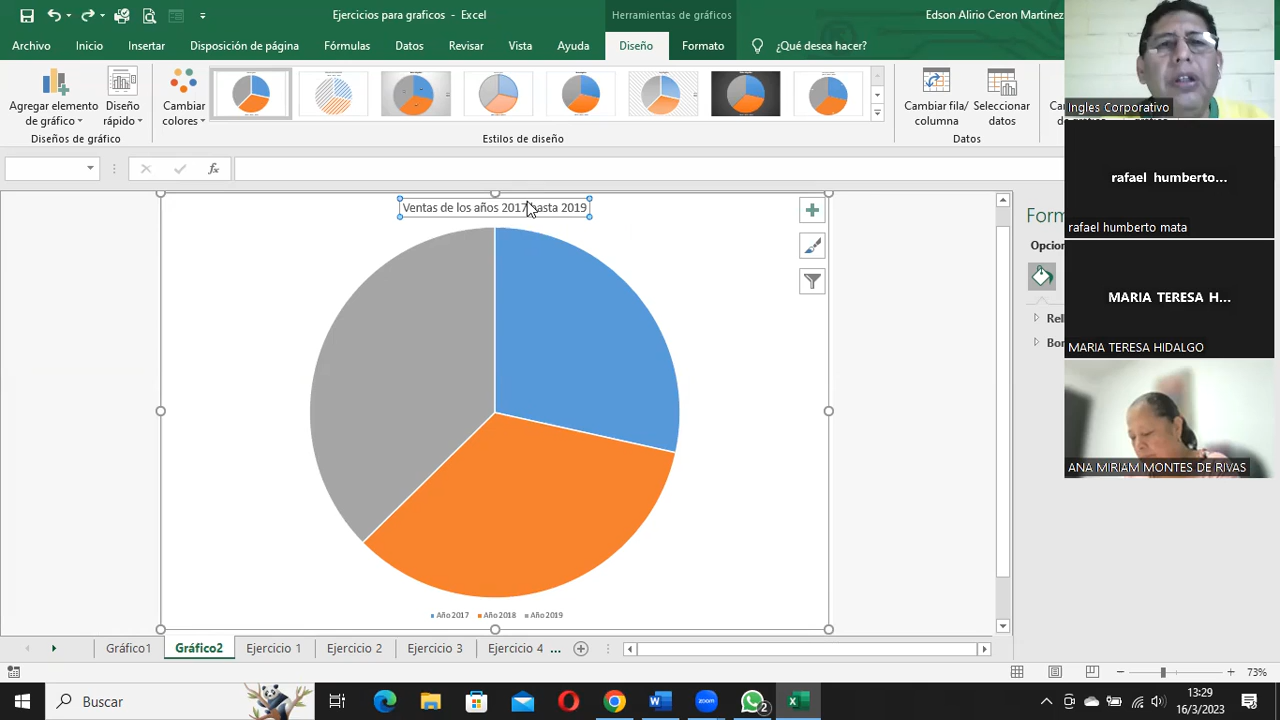 Ejercicios para graficos - Excel
Herramientas de gráficos
Edson Alirio Ceron Martinez
Archivo Inicio Insertar Disposición de página Fórmulas Datos Revisar Vista Ayuda Diseño Formato ¿Qué desea hacer?
Agregar elemento de gráfico
Diseño rápido
Cambiar colores
Cambiar fila/columna
Seleccionar datos
Diseños de gráfico
Estilos de diseño
Datos
fx
Ventas de los años 2017 hasta 2019
Año 2017 Año 2018 Año 2019
Opcio
Gráfico1 Gráfico2 Ejercicio 1 Ejercicio 2 Ejercicio 3 Ejercicio 4 ...
73%
Ingles Corporativo
rafael humberto...
rafael humberto mata
MARIA TERESA H...
MARIA TERESA HIDALGO
ANA MIRIAM MONTES DE RIVAS
Buscar
2
13:29
16/3/2023